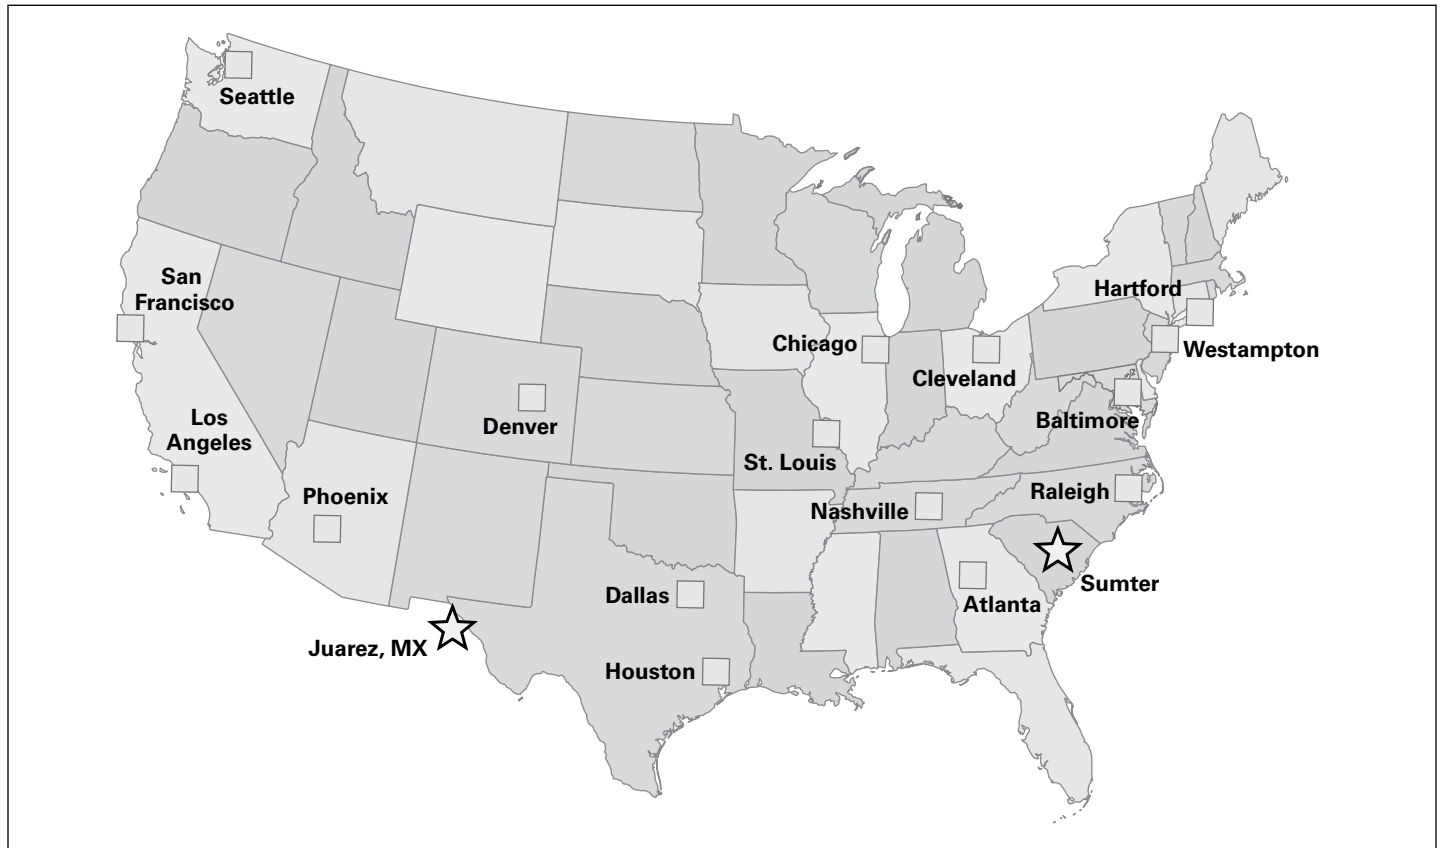 Seattle
San
Francisco
Hartford
Chicago
Westampton
Cleveland
Los
Angeles
Denver
Baltimore
St. Louis
Phoenix
Raleigh
Nashville
Sumter
Dallas
Atlanta
Juarez, MX
Houston